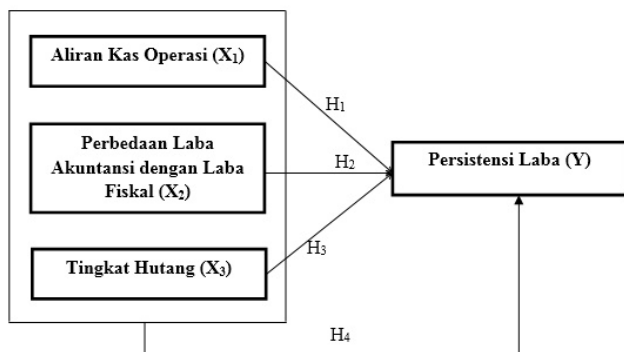 Aliran Kas Operasi (X₁)
H₁
Perbedaan Laba
Akuntansi dengan Laba
Fiskal (X₂)
H₂
Persistensi Laba (Y)
Tingkat Hutang (X₃)
H₃
H₄